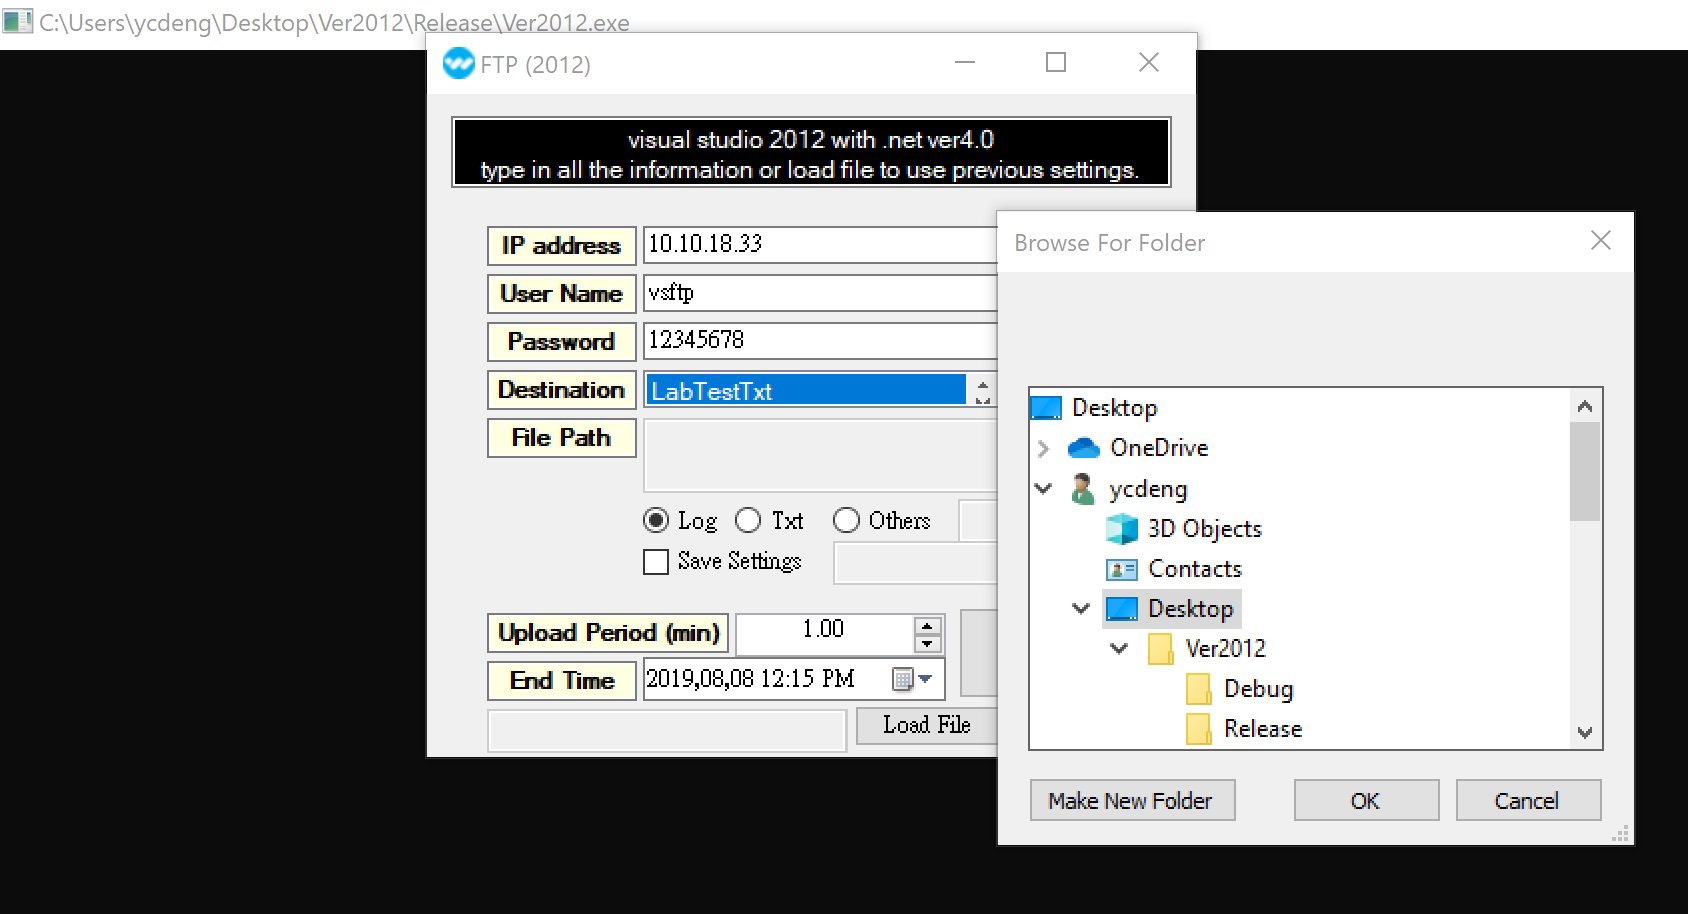 C:\Users\ycdeng\Desktop\Ver2012\Release\Ver2012.exe
FTP (2012)
visual studio 2012 with .net ver4.0
type in all the information or load file to use previous settings.
IP address 10.10.18.33
User Name vsftp
Password 12345678
Destination LabTestTxt
File Path
Log Txt Others
Save Settings
Upload Period (min) 1.00
End Time 2019,08,08 12:15 PM
Load File
Browse For Folder
Desktop
OneDrive
ycdeng
3D Objects
Contacts
Desktop
Ver2012
Debug
Release
Make New Folder OK Cancel